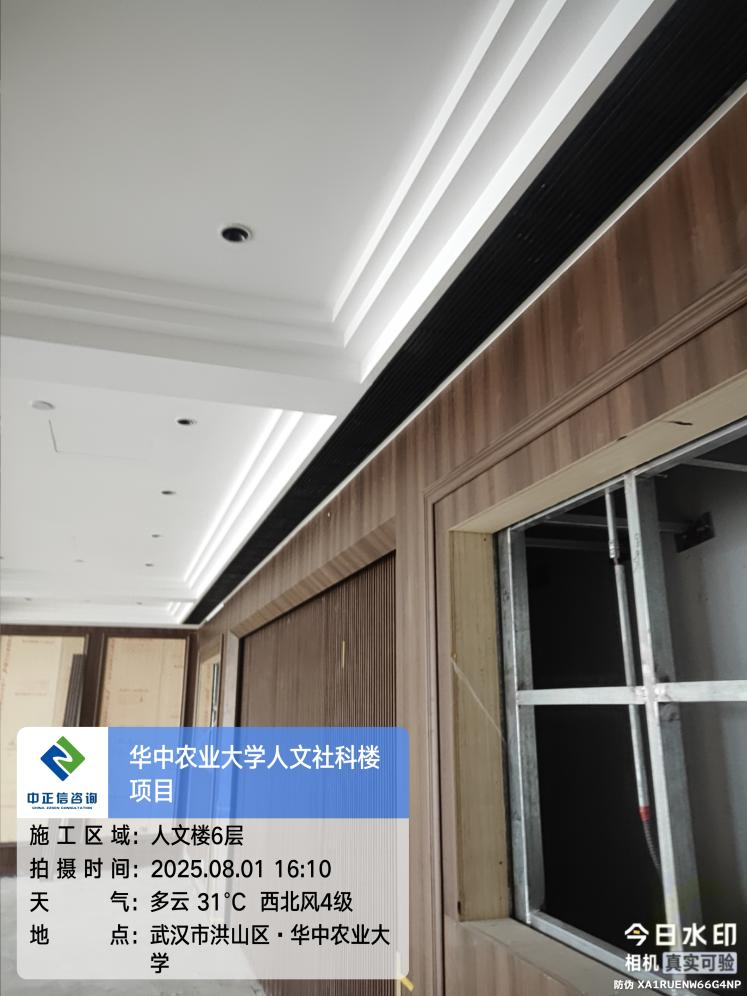 华中农业大学人文社科楼
项目
中正信咨询
CHINA ZZXIN CONSULTATION
施工区域：人文楼6层
拍摄时间：2025.08.01 16:10
天气：多云 31°C 西北风4级
地点：武汉市洪山区·华中农业大
学
今日水印
相机 真实可验
防伪 XA1RUENW66G4NP